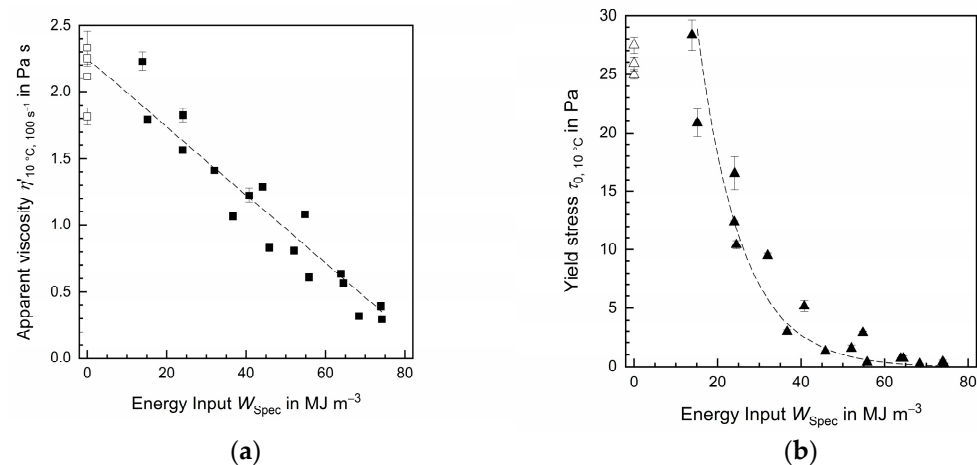 2.5
2.0
1.5
1.0
0.5
0.0
0 20 40 60 80
Apparent viscosity η'10 °C, 100 s⁻¹ in Pa s
Energy Input WSpec in MJ m⁻³
(a)
30
25
20
15
10
5
0
0 20 40 60 80
Yield stress τ0, 10 °C in Pa
Energy Input WSpec in MJ m⁻³
(b)